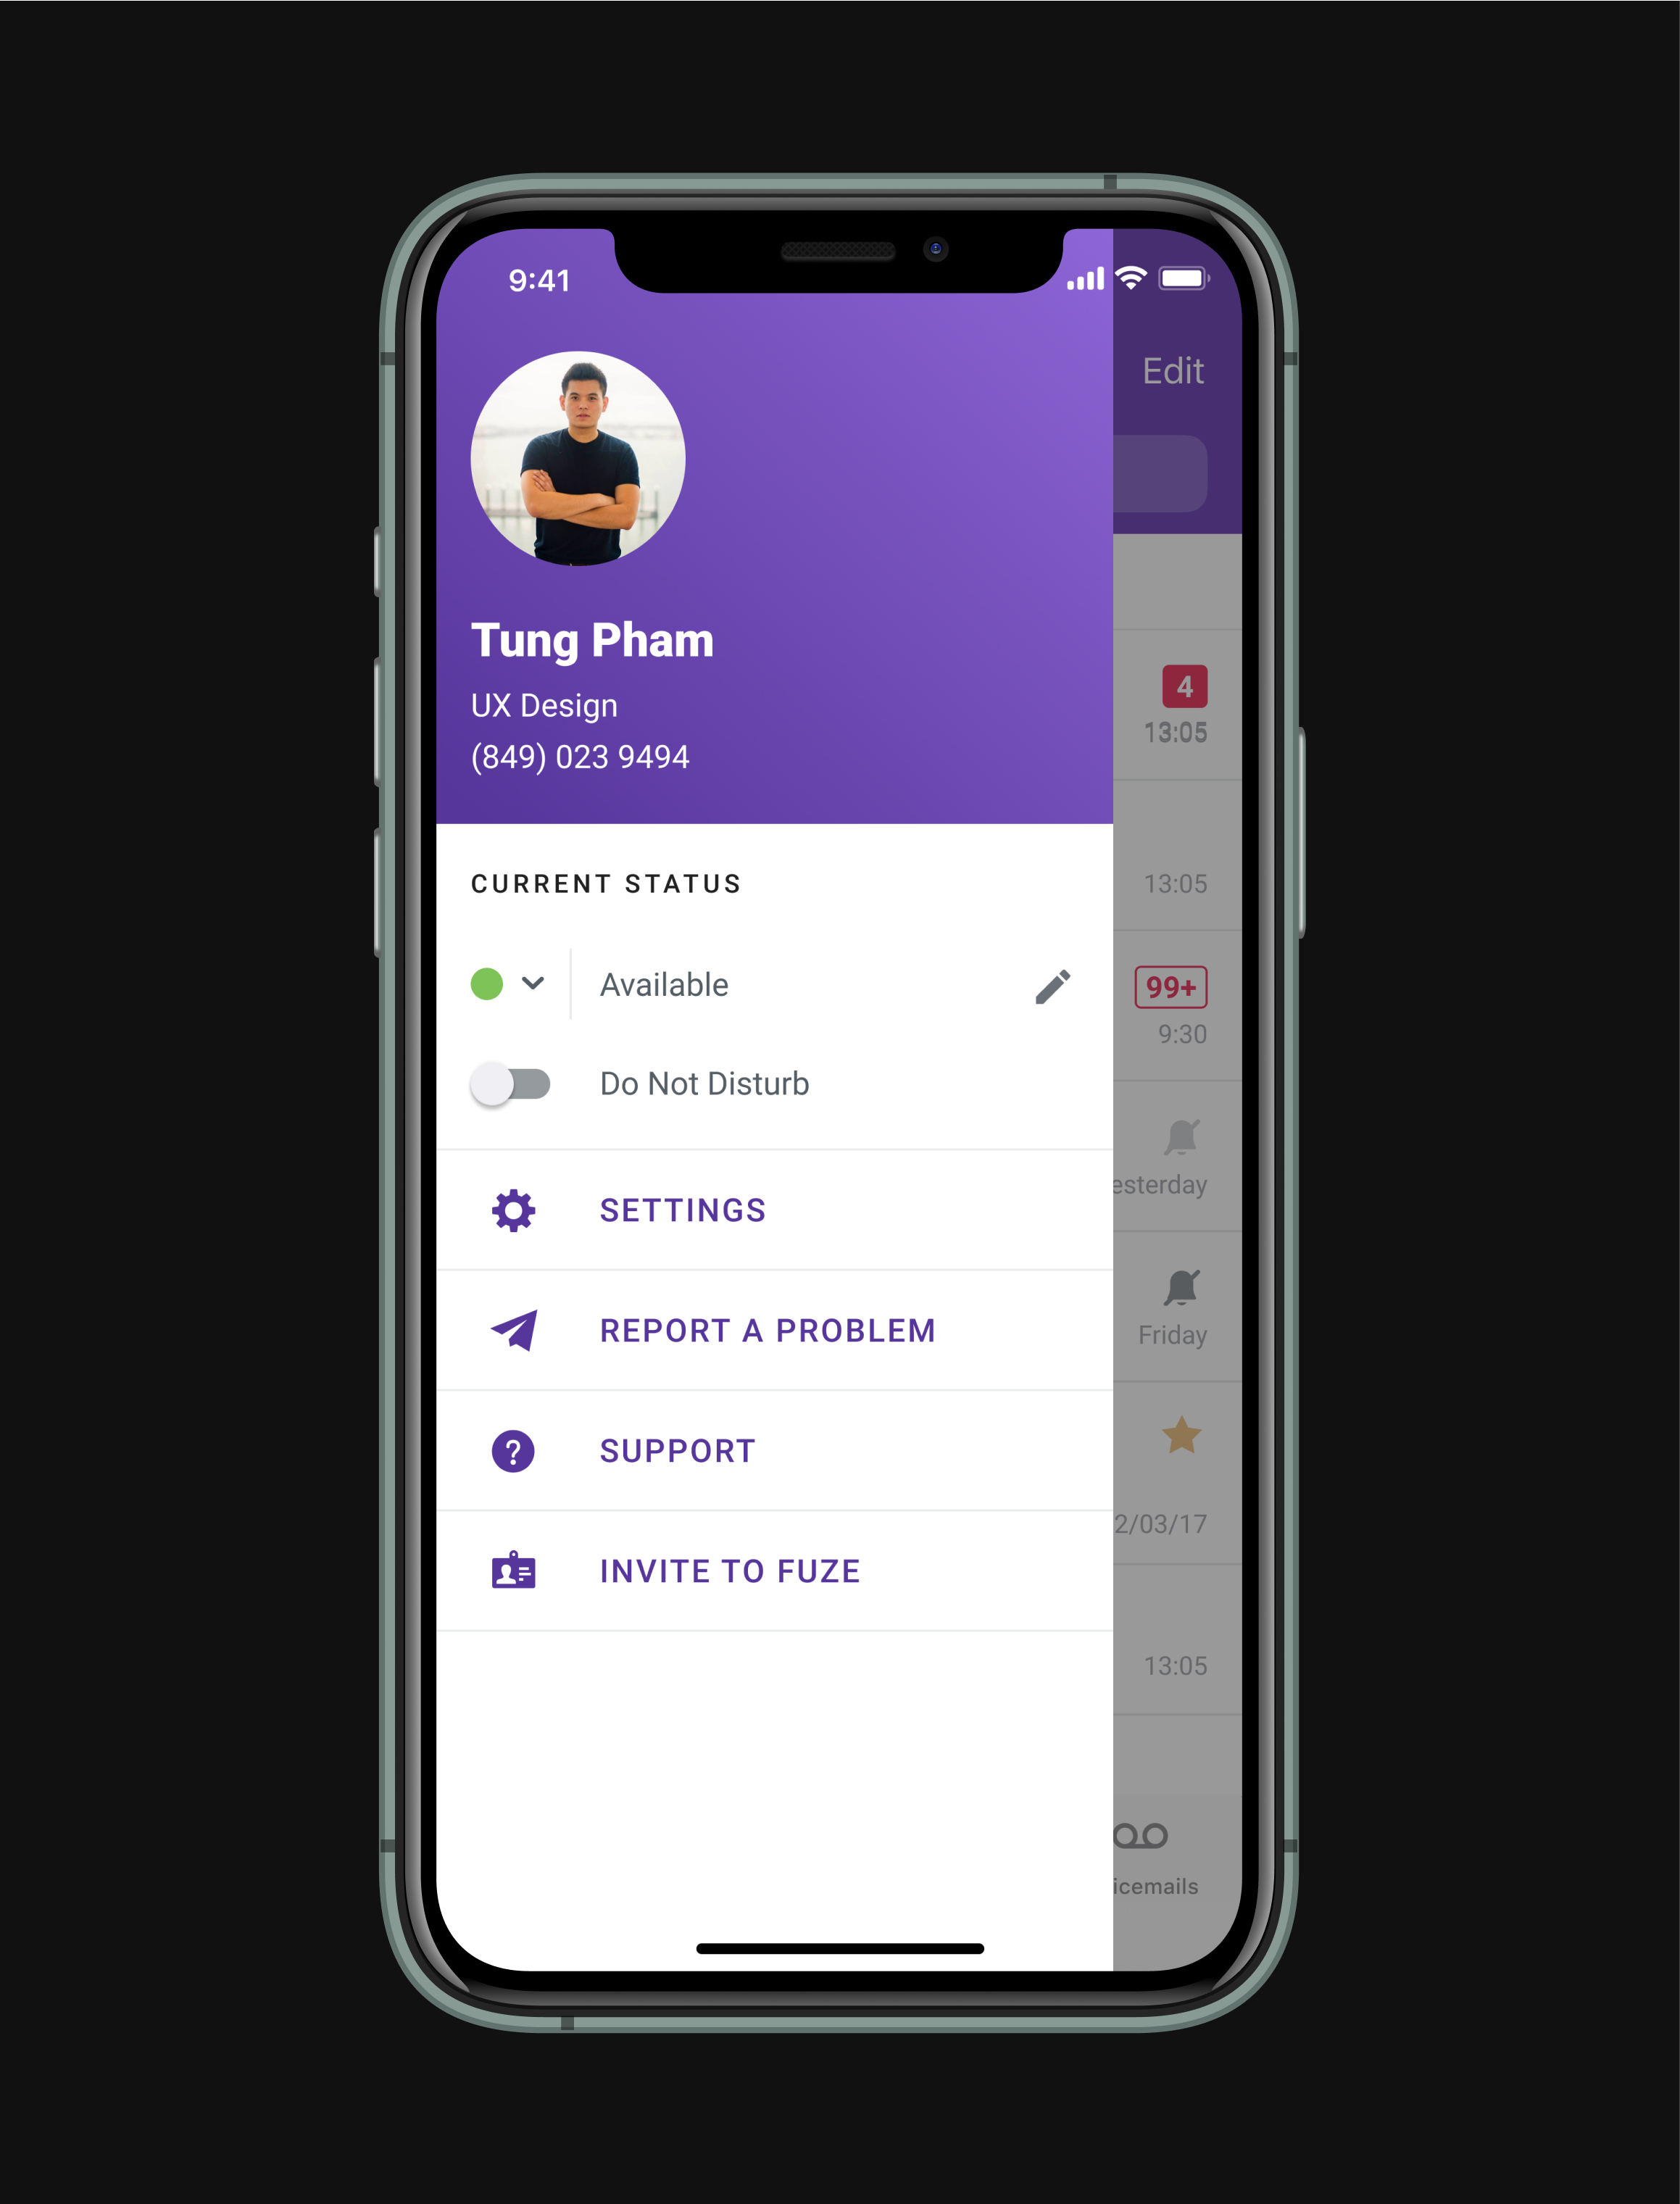 9:41
Edit
Tung Pham
UX Design
(849) 023 9494
4
13:05
CURRENT STATUS
13:05
Available
99+
9:30
Do Not Disturb
esterday
SETTINGS
REPORT A PROBLEM
Friday
SUPPORT
2/03/17
INVITE TO FUZE
13:05
icemails